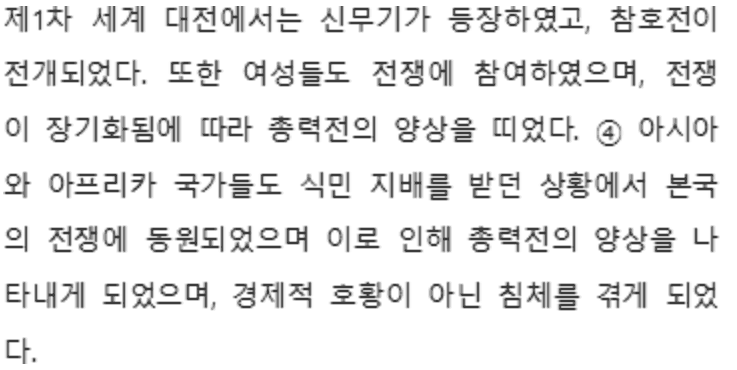 제1차 세계 대전에서는 신무기가 등장하였고, 참호전이
전개되었다. 또한 여성들도 전쟁에 참여하였으며, 전쟁
이 장기화됨에 따라 총력전의 양상을 띠었다. ④ 아시아
와 아프리카 국가들도 식민 지배를 받던 상황에서 본국
의 전쟁에 동원되었으며 이로 인해 총력전의 양상을 나
타내게 되었으며, 경제적 호황이 아닌 침체를 겪게 되었
다.